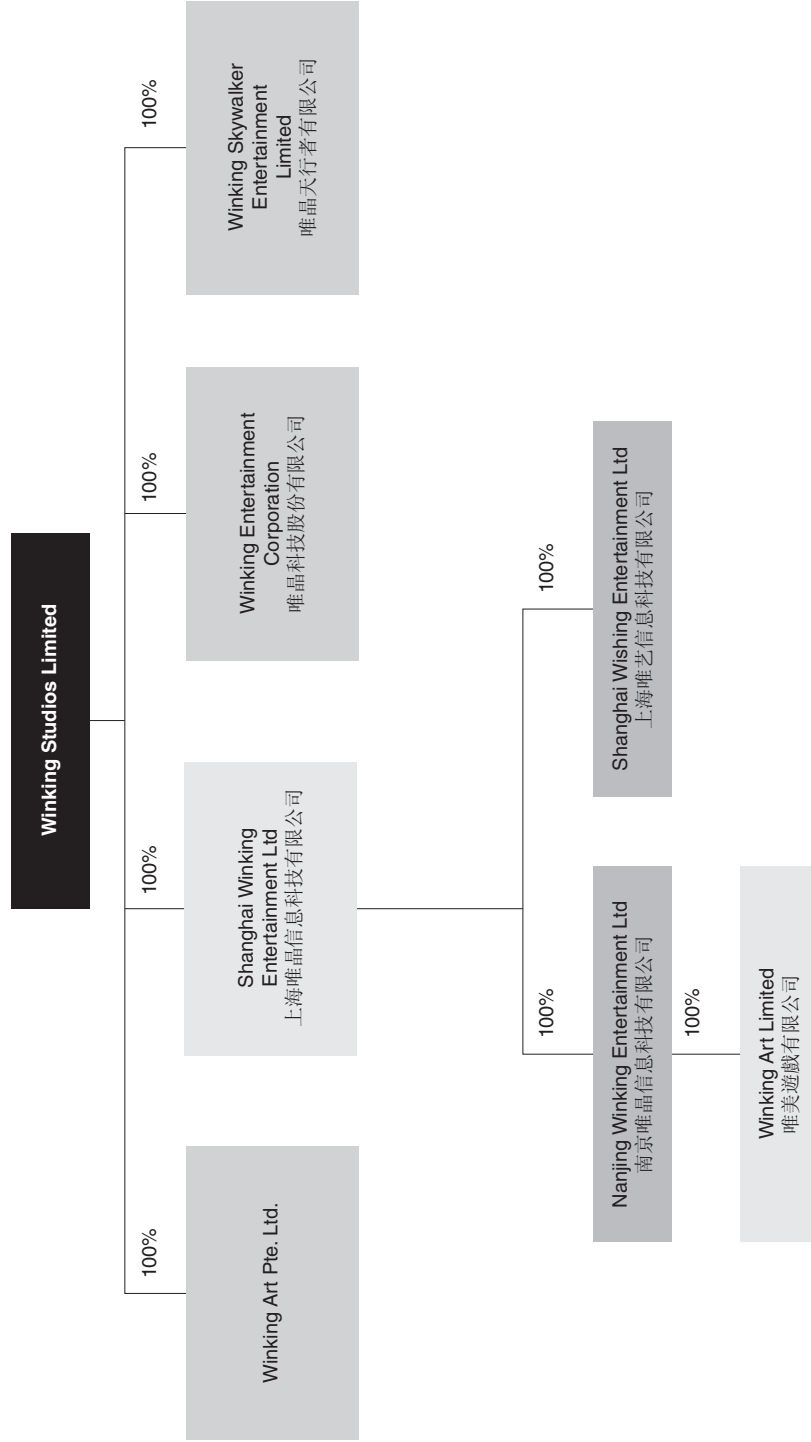 Winking Studios Limited
100%
100%
100%
100%
Winking Art Pte. Ltd.
Shanghai Winking
Entertainment Ltd
上海唯晶信息科技有限公司
Winking Entertainment
Corporation
唯晶科技股份有限公司
Winking Skywalker
Entertainment
Limited
唯晶天行者有限公司
100%
100%
Nanjing Winking Entertainment Ltd
南京唯晶信息科技有限公司
Shanghai Wishing Entertainment Ltd
上海唯艺信息科技有限公司
100%
Winking Art Limited
唯美遊戲有限公司